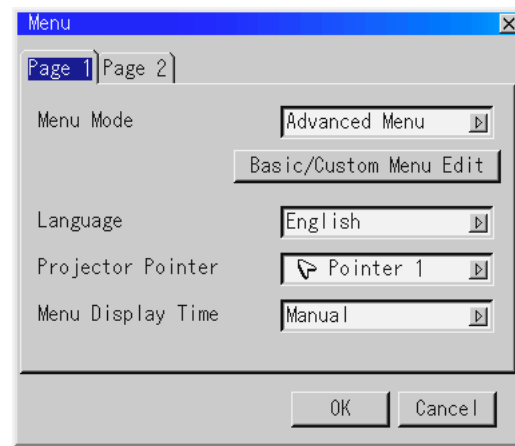 Menu
Page 1 Page 2
Menu Mode Advanced Menu
Basic/Custom Menu Edit
Language English
Projector Pointer Pointer 1
Menu Display Time Manual
OK Cancel